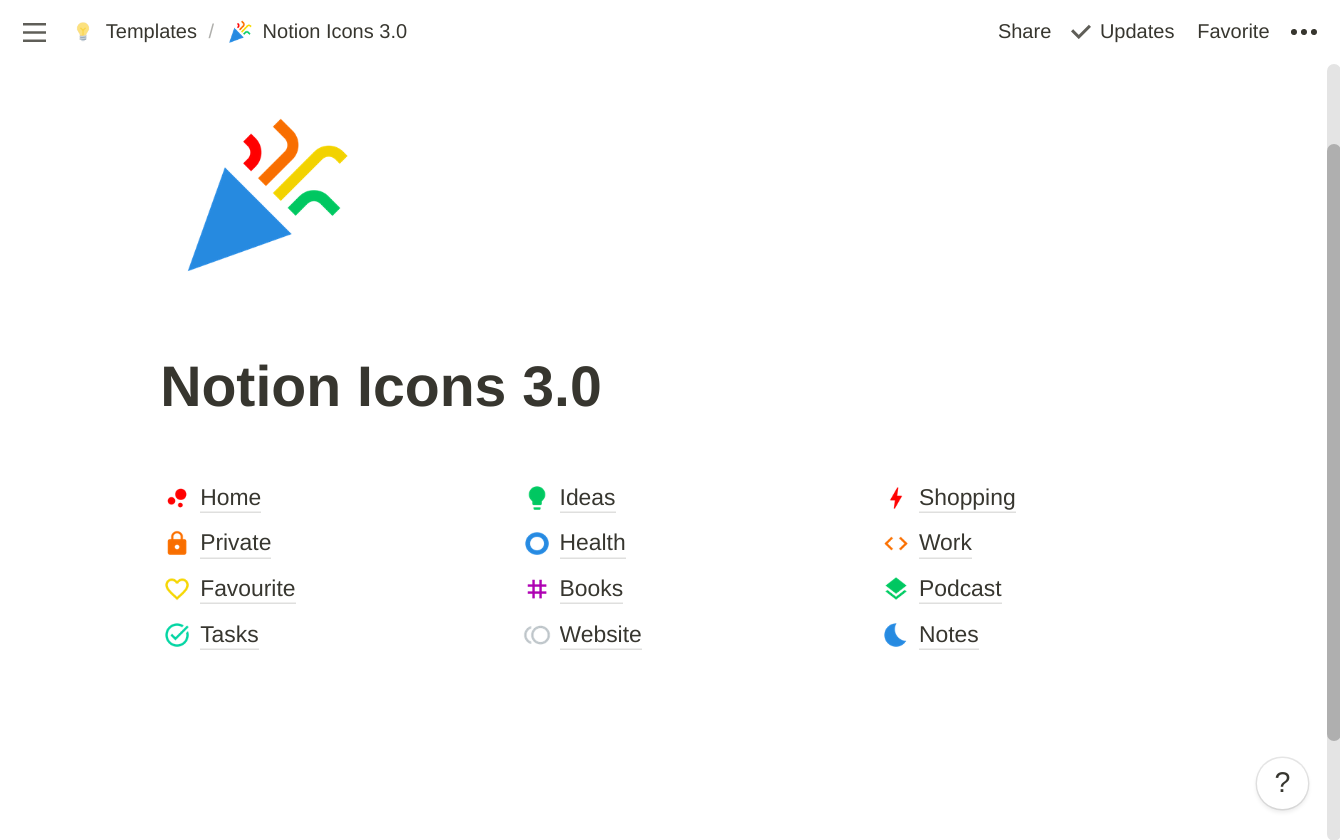 Templates / Notion Icons 3.0 Share Updates Favorite
Notion Icons 3.0
Home
Private
Favourite
Tasks
Ideas
Health
Books
Website
Shopping
Work
Podcast
Notes
?